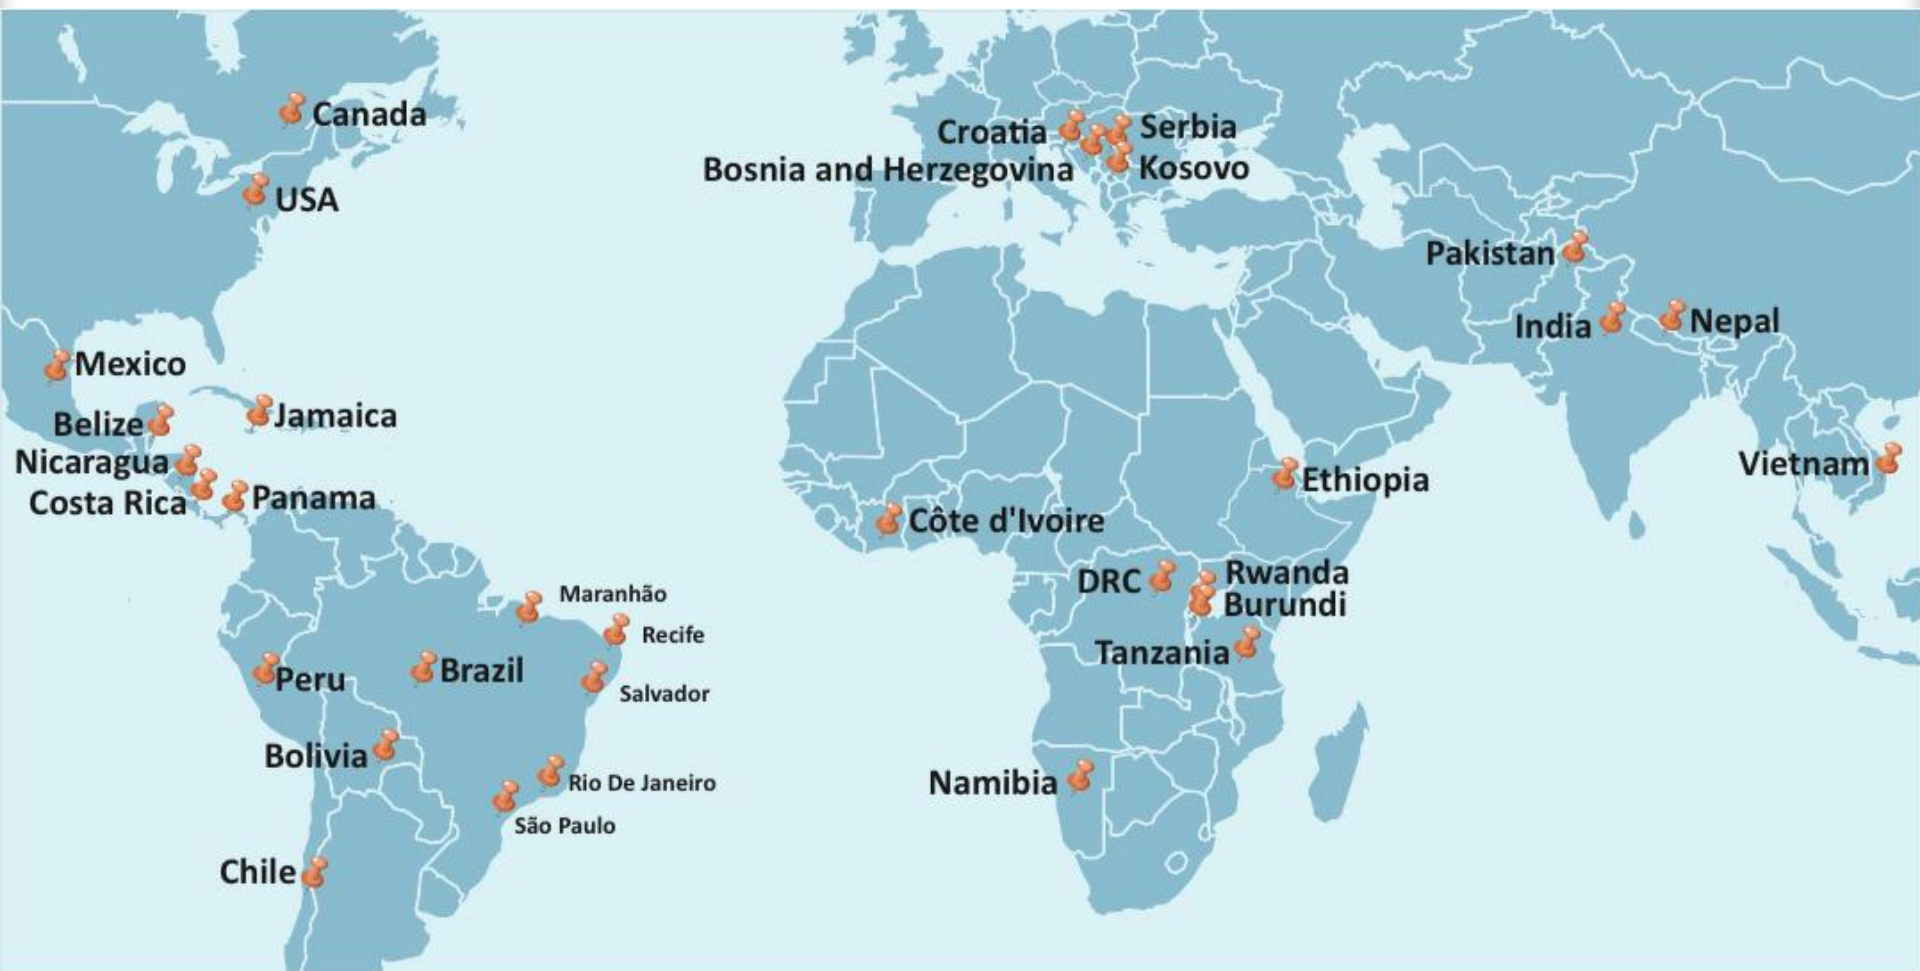 Canada
USA
Mexico
Belize
Jamaica
Nicaragua
Costa Rica
Panama
Maranhão
Recife
Peru
Brazil
Salvador
Bolivia
Rio De Janeiro
São Paulo
Chile
Croatia
Serbia
Bosnia and Herzegovina
Kosovo
Pakistan
India
Nepal
Vietnam
Ethiopia
Côte d'Ivoire
DRC
Rwanda
Burundi
Tanzania
Namibia